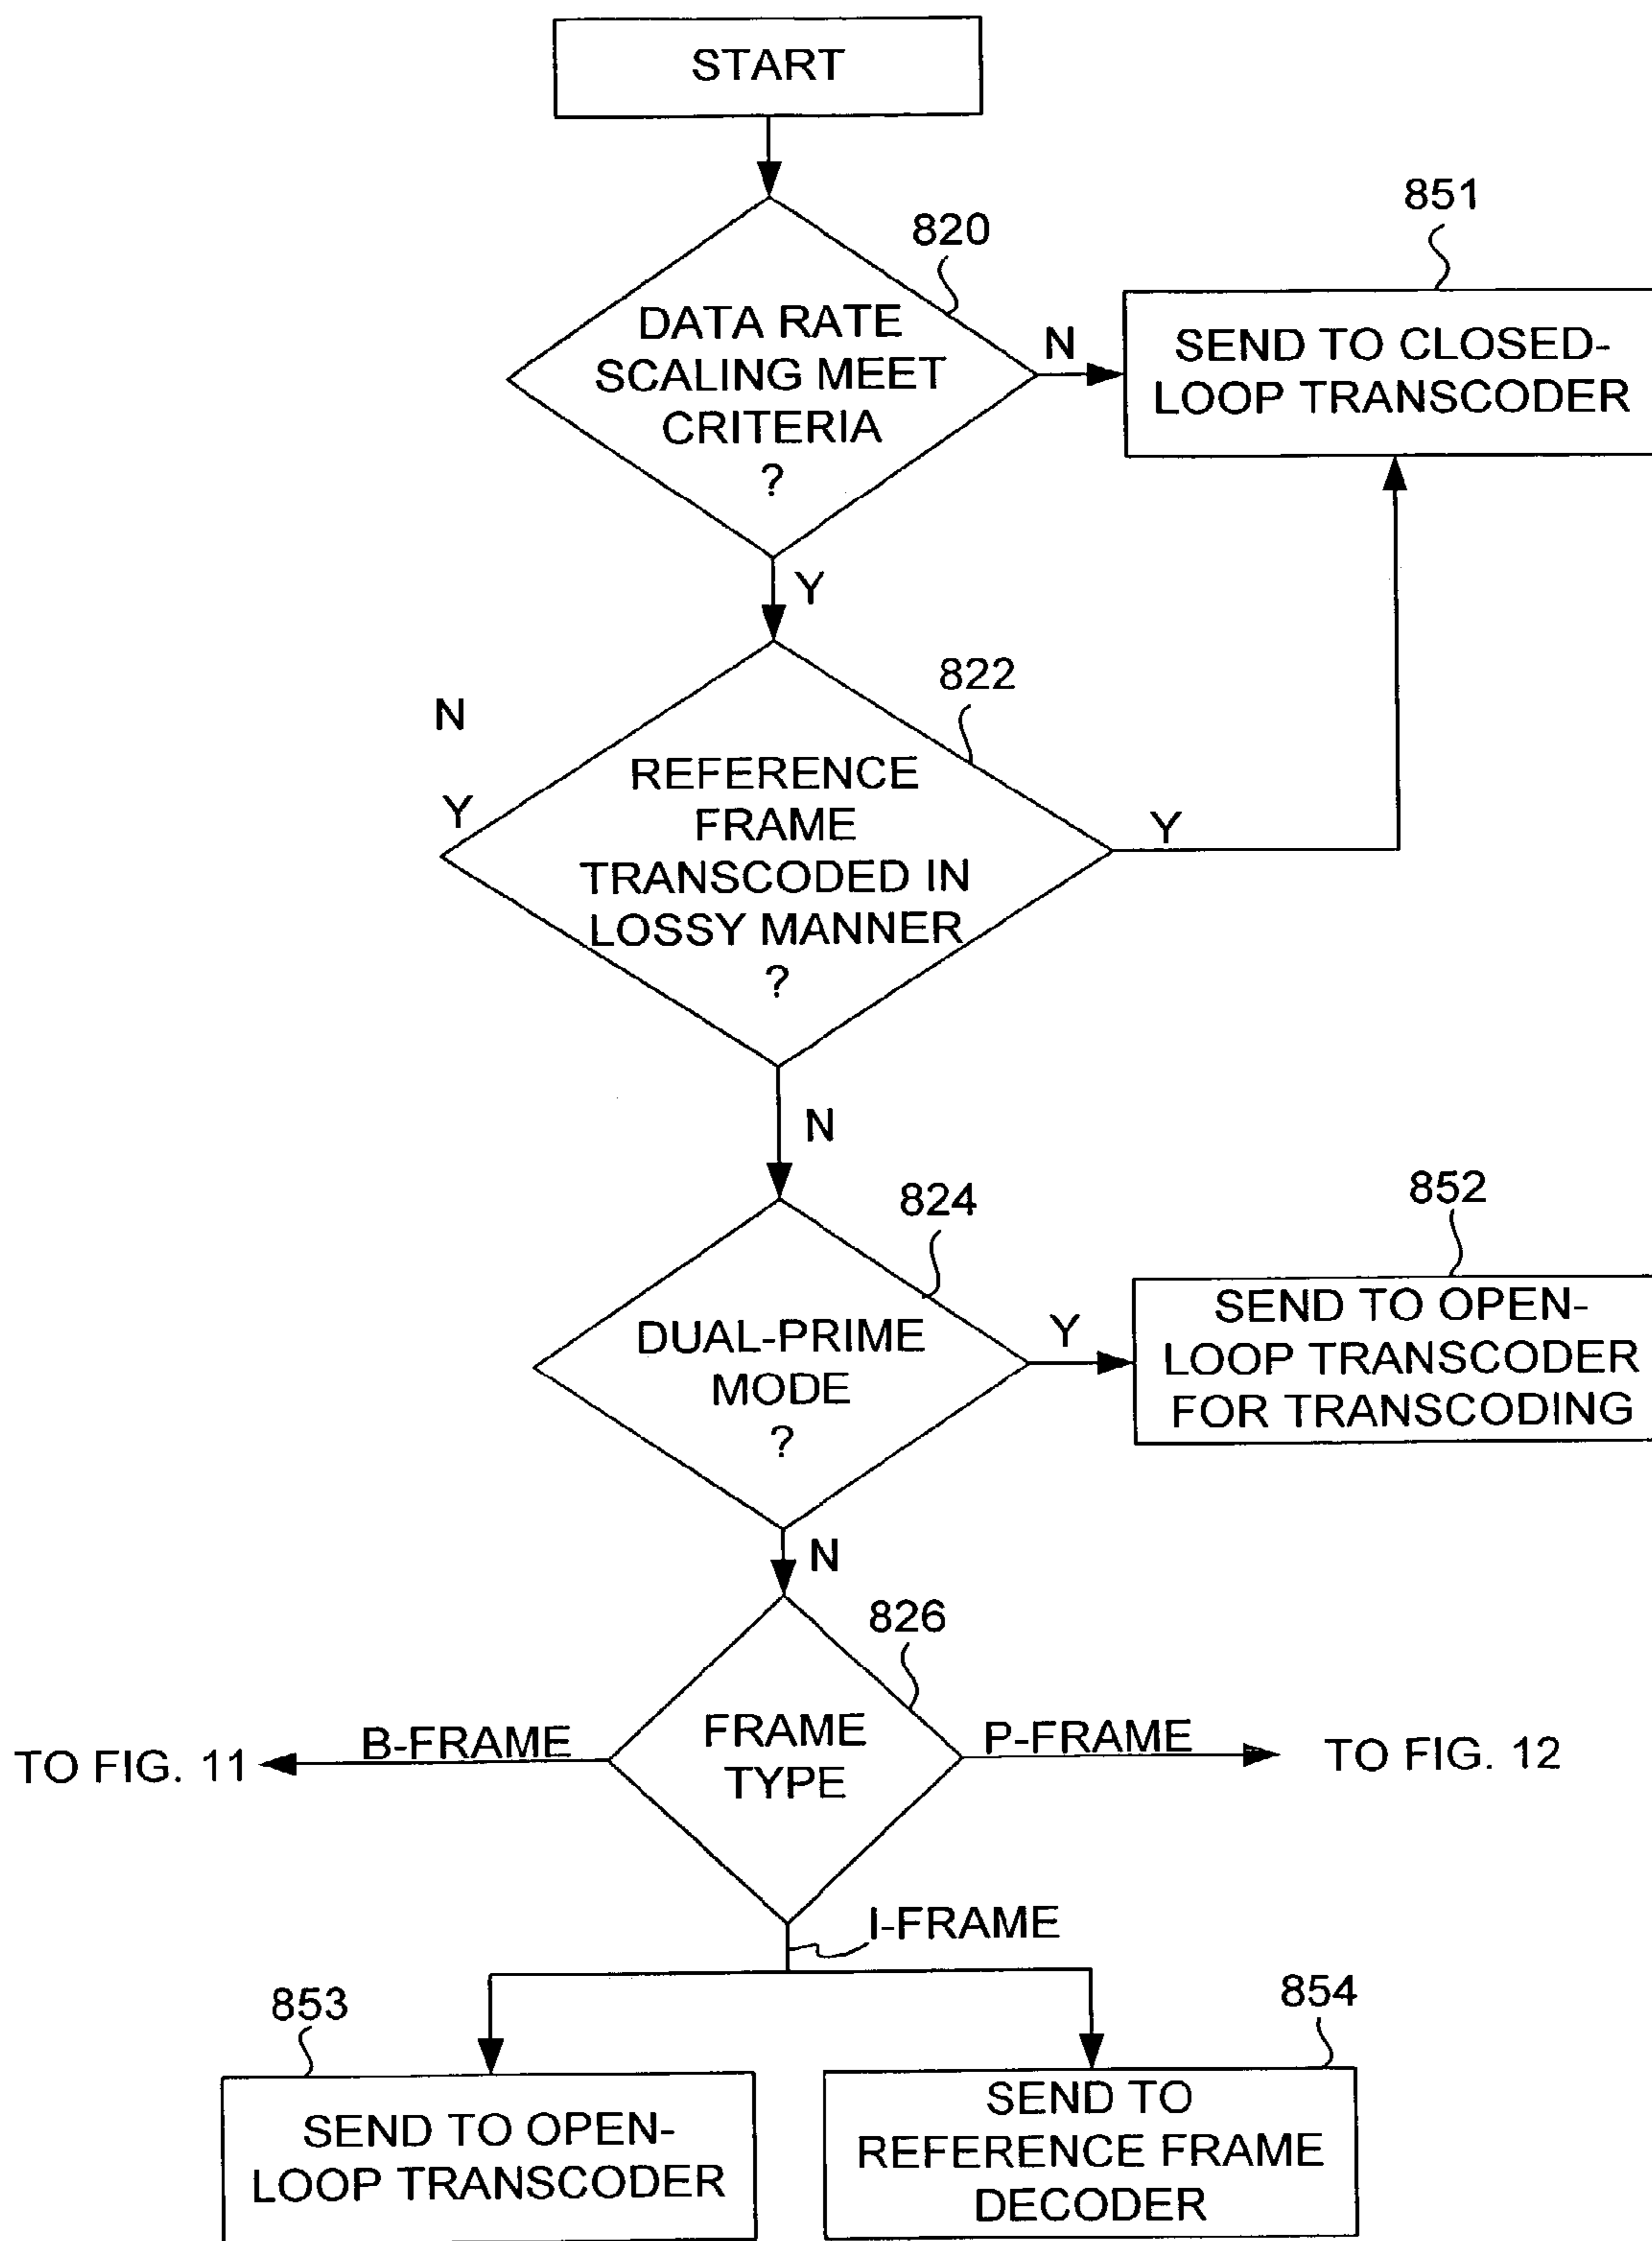 START
820
851
DATA RATE
SCALING MEET
CRITERIA
?
N
SEND TO CLOSED-
LOOP TRANSCODER
Y
822
N
Y
REFERENCE
FRAME
TRANSCODED IN
LOSSY MANNER
?
Y
N
824
852
DUAL-PRIME
MODE
?
Y
SEND TO OPEN-
LOOP TRANSCODER
FOR TRANSCODING
N
826
TO FIG. 11
B-FRAME
FRAME
TYPE
P-FRAME
TO FIG. 12
I-FRAME
853
854
SEND TO OPEN-
LOOP TRANSCODER
SEND TO
REFERENCE FRAME
DECODER